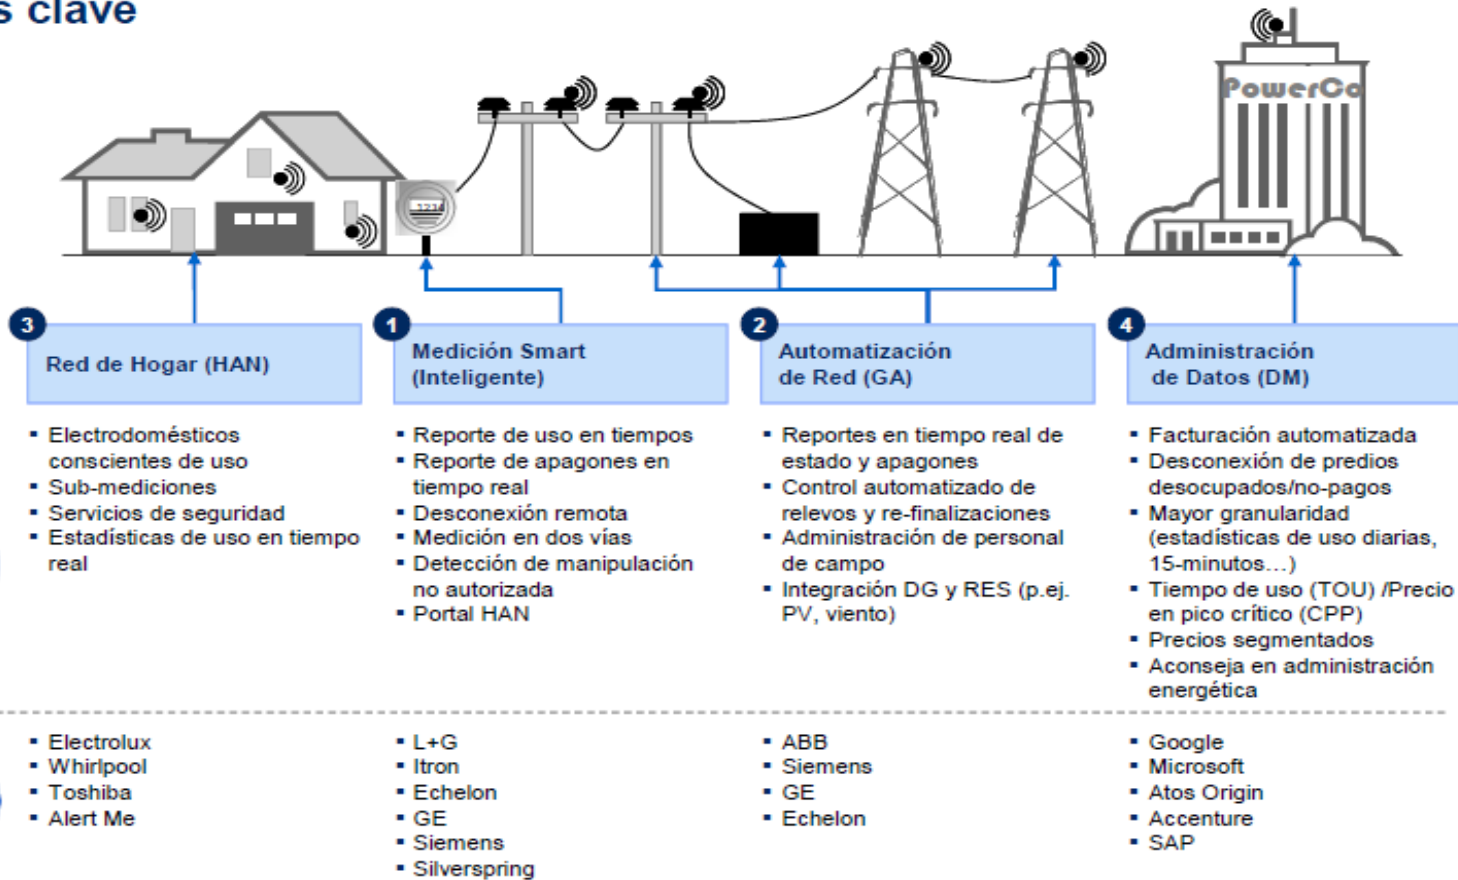 s clave
PowerCo
1234
3
Red de Hogar (HAN)
1
Medición Smart
(Inteligente)
2
Automatización
de Red (GA)
4
Administración
de Datos (DM)
▪ Electrodomésticos
conscientes de uso
▪ Sub-mediciones
▪ Servicios de seguridad
▪ Estadísticas de uso en tiempo
real
▪ Reporte de uso en tiempos
▪ Reporte de apagones en
tiempo real
▪ Desconexión remota
▪ Medición en dos vías
▪ Detección de manipulación
no autorizada
▪ Portal HAN
▪ Reportes en tiempo real de
estado y apagones
▪ Control automatizado de
relevos y re-finalizaciones
▪ Administración de personal
de campo
▪ Integración DG y RES (p.ej.
PV, viento)
▪ Facturación automatizada
▪ Desconexión de predios
desocupados/no-pagos
▪ Mayor granularidad
(estadísticas de uso diarias,
15-minutos…)
▪ Tiempo de uso (TOU) /Precio
en pico crítico (CPP)
▪ Precios segmentados
▪ Aconseja en administración
energética
▪ Electrolux
▪ Whirlpool
▪ Toshiba
▪ Alert Me
▪ L+G
▪ Itron
▪ Echelon
▪ GE
▪ Siemens
▪ Silverspring
▪ ABB
▪ Siemens
▪ GE
▪ Echelon
▪ Google
▪ Microsoft
▪ Atos Origin
▪ Accenture
▪ SAP